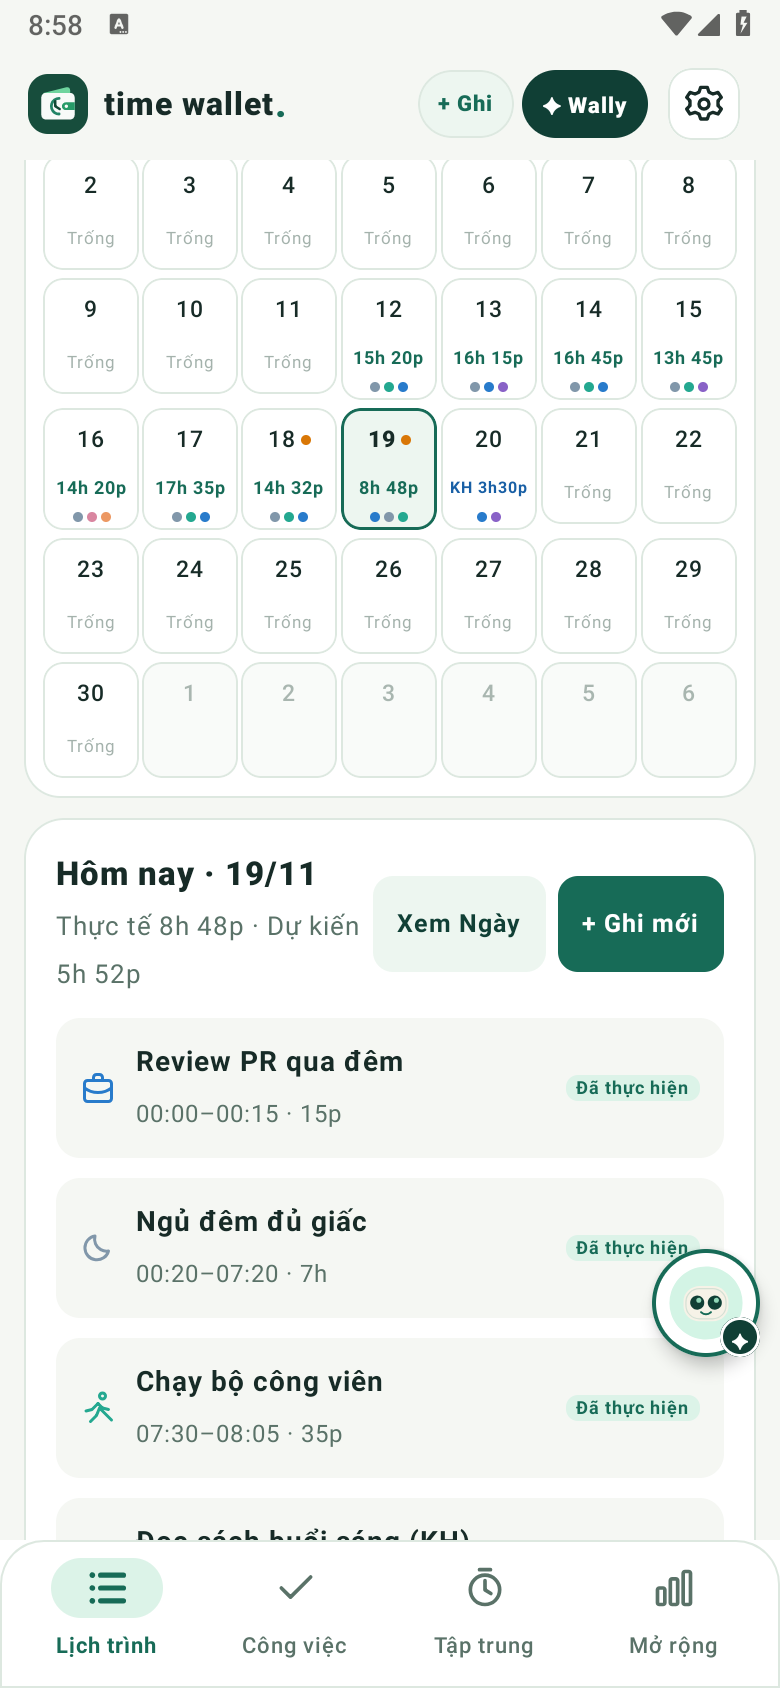 8:58
time wallet.
+ Ghi
Wally
2 3 4 5 6 7 8
Trống Trống Trống Trống Trống Trống Trống
9 10 11 12 13 14 15
Trống Trống Trống 15h 20p 16h 15p 16h 45p 13h 45p
16 17 18 19 20 21 22
14h 20p 17h 35p 14h 32p 8h 48p KH 3h30p Trống Trống
23 24 25 26 27 28 29
Trống Trống Trống Trống Trống Trống Trống
30 1 2 3 4 5 6
Trống
Hôm nay · 19/11
Thực tế 8h 48p · Dự kiến
5h 52p
Xem Ngày
+ Ghi mới
Review PR qua đêm
00:00–00:15 · 15p
Đã thực hiện
Ngủ đêm đủ giấc
00:20–07:20 · 7h
Đã thực hiện
Chạy bộ công viên
07:30–08:05 · 35p
Đã thực hiện
Đọc sách buổi sáng (KH)
Lịch trình
Công việc
Tập trung
Mở rộng